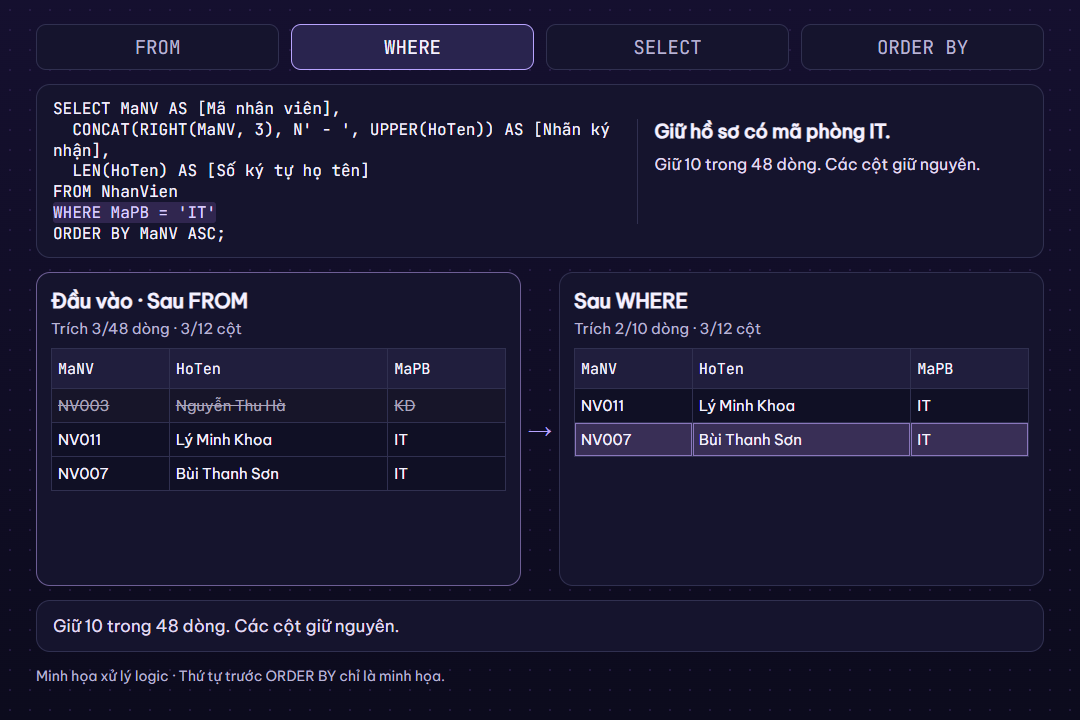 FROM
WHERE
SELECT
ORDER BY
SELECT MaNV AS [Mã nhân viên],
CONCAT(RIGHT(MaNV, 3), N' - ', UPPER(HoTen)) AS [Nhãn ký
nhận],
LEN(HoTen) AS [Số ký tự họ tên]
FROM NhanVien
WHERE MaPB = 'IT'
ORDER BY MaNV ASC;
Giữ hồ sơ có mã phòng IT.
Giữ 10 trong 48 dòng. Các cột giữ nguyên.
Đầu vào · Sau FROM
Trích 3/48 dòng · 3/12 cột
MaNV HoTen MaPB
NV003 Nguyễn Thu Hà KD
NV011 Lý Minh Khoa IT
NV007 Bùi Thanh Sơn IT
→
Sau WHERE
Trích 2/10 dòng · 3/12 cột
MaNV HoTen MaPB
NV011 Lý Minh Khoa IT
NV007 Bùi Thanh Sơn IT
Giữ 10 trong 48 dòng. Các cột giữ nguyên.
Minh họa xử lý logic · Thứ tự trước ORDER BY chỉ là minh họa.